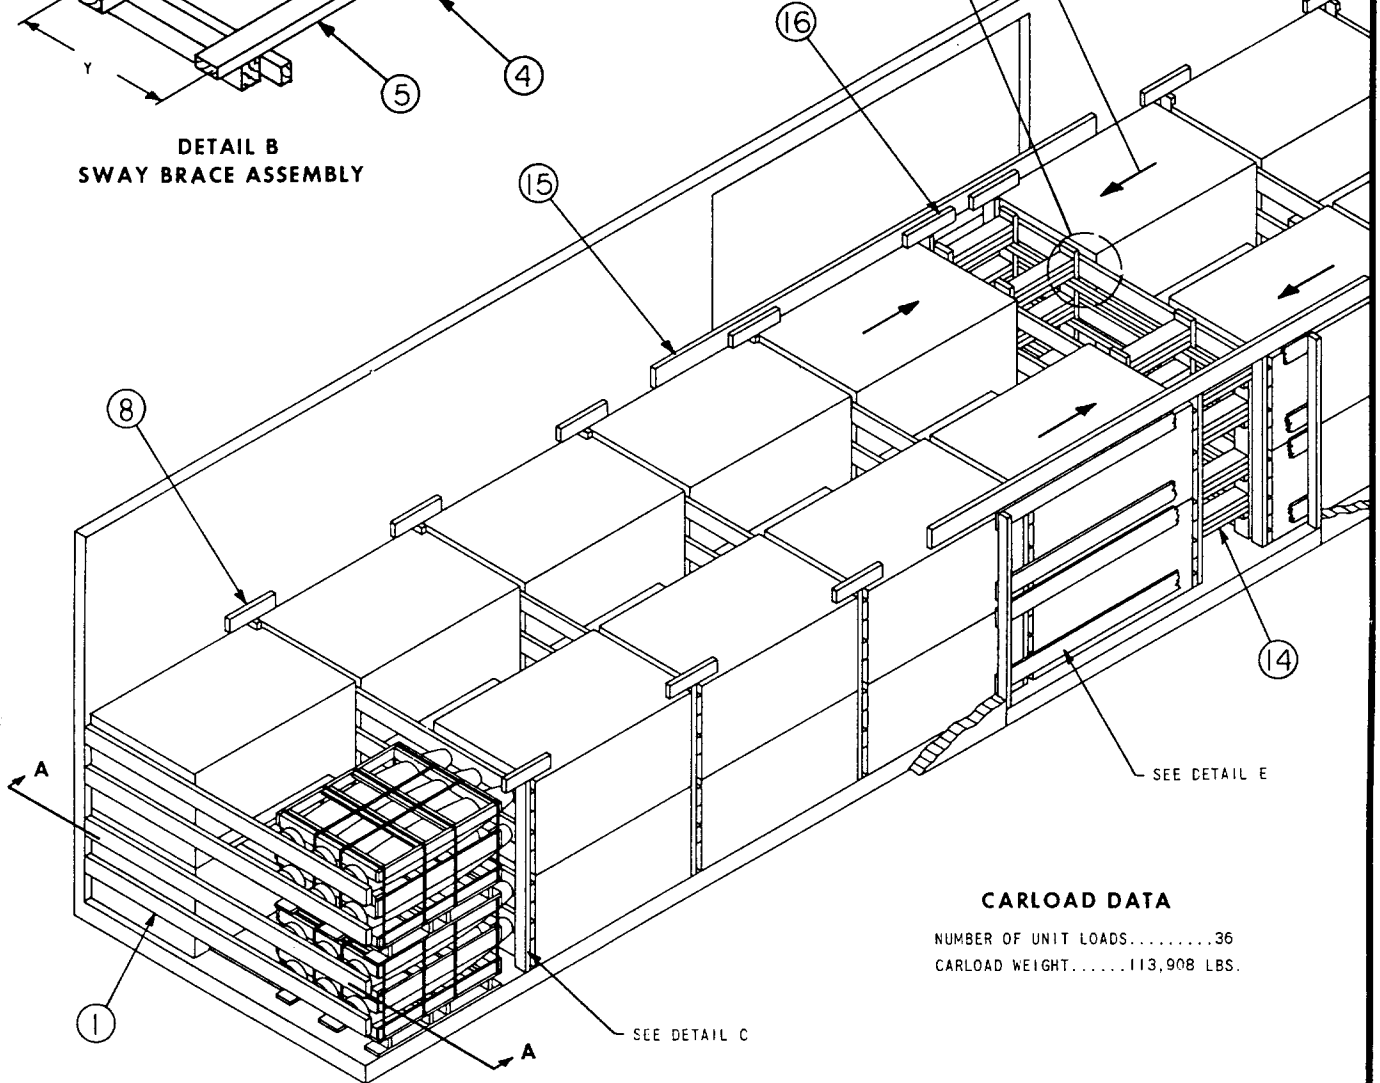 16
4
Y
5
DETAIL B
SWAY BRACE ASSEMBLY
15
8
14
A
SEE DETAIL E
CARLOAD DATA
NUMBER OF UNIT LOADS.........36
CARLOAD WEIGHT......113,908 LBS.
1
SEE DETAIL C
A